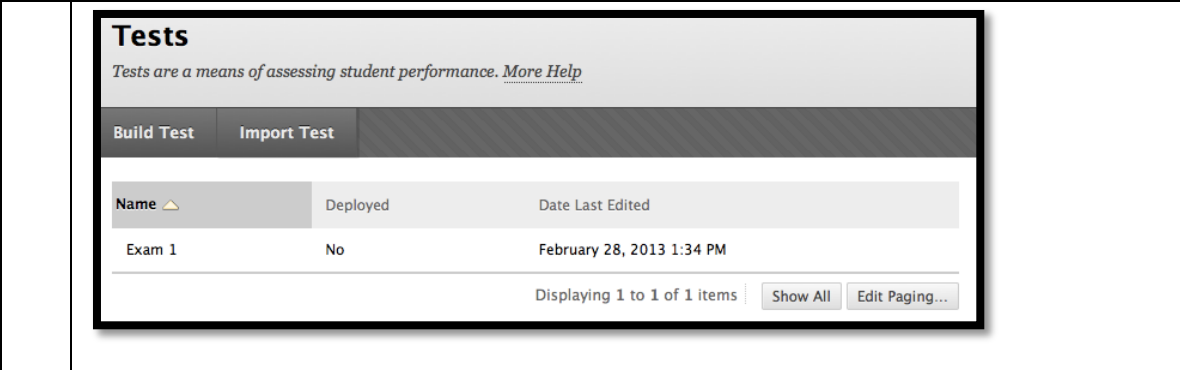 Tests
Tests are a means of assessing student performance. More Help
Build Test Import Test
Name Deployed Date Last Edited
Exam 1 No February 28, 2013 1:34 PM
Displaying 1 to 1 of 1 items Show All Edit Paging...